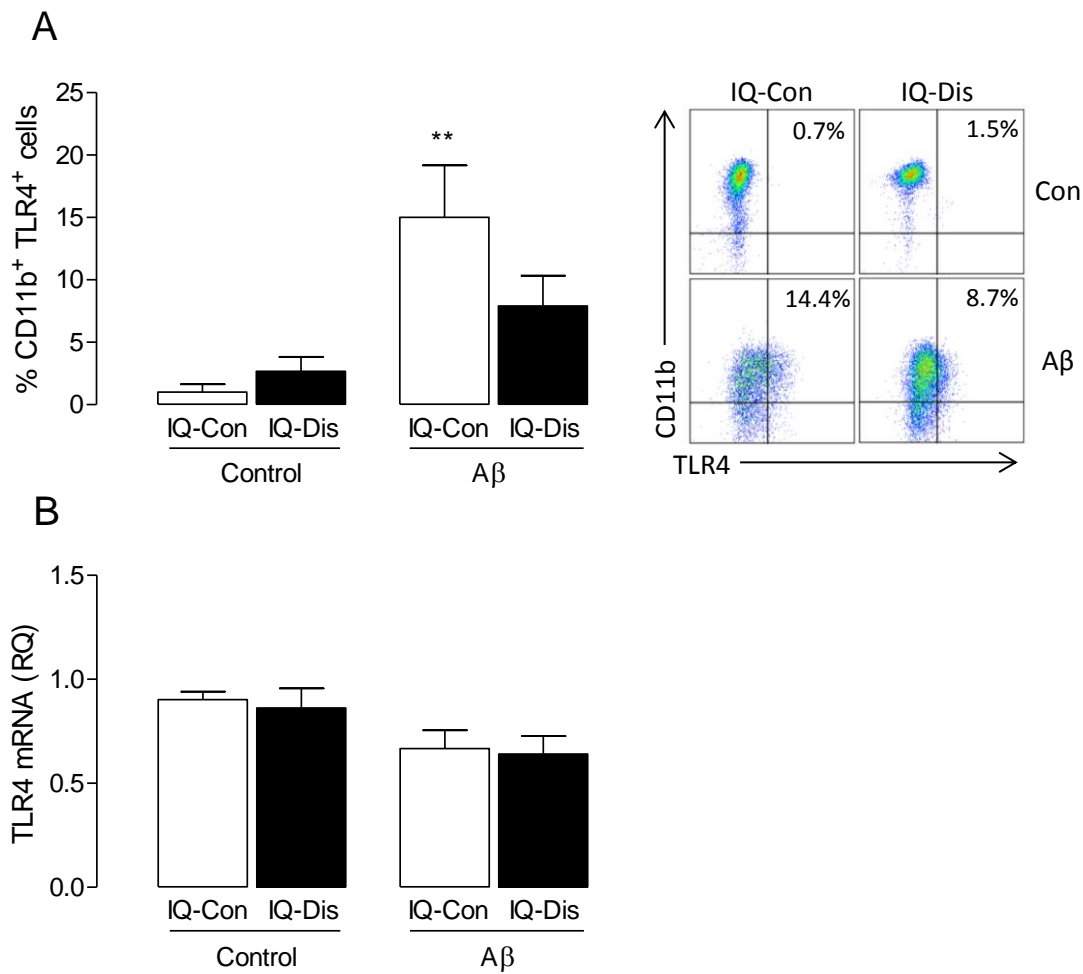 A
% CD11b+ TLR4+ cells
25
20
15
10
5
0
**
IQ-Con IQ-Dis IQ-Con IQ-Dis
Control Aβ
IQ-Con IQ-Dis
0.7% 1.5%
Con
14.4% 8.7%
Aβ
CD11b
TLR4
B
TLR4 mRNA (RQ)
1.5
1.0
0.5
0.0
IQ-Con IQ-Dis IQ-Con IQ-Dis
Control Aβ